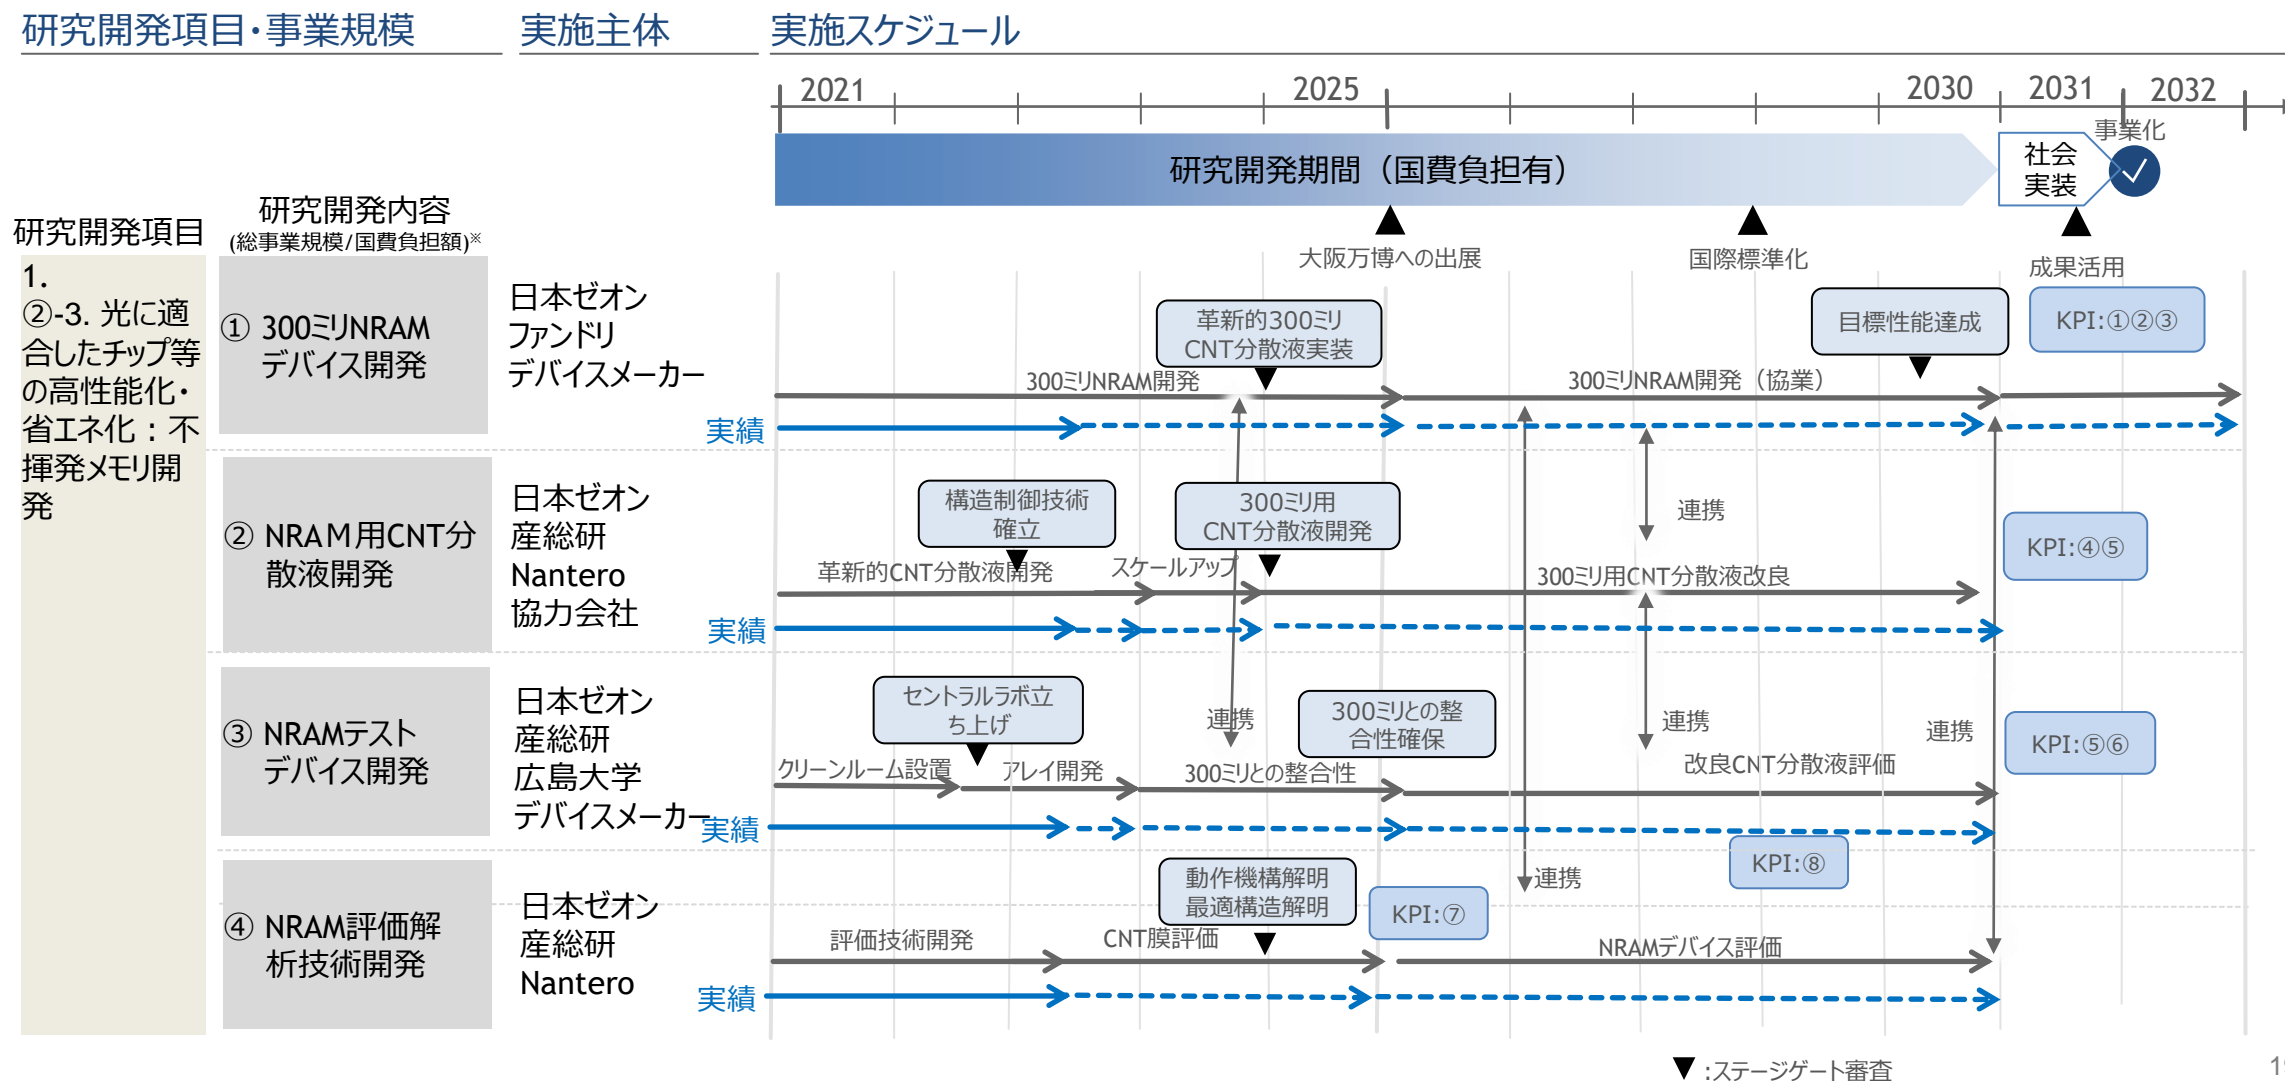 研究開発項目・事業規模
実施主体
実施スケジュール
2021
2025
2030
2031
2032
事業化
研究開発期間（国費負担有）
社会
実装
大阪万博への出展
国際標準化
成果活用
研究開発項目
研究開発内容
(総事業規模/国費負担額)※
1.
②-3. 光に適
合したチップ等
の高性能化・
省エネ化：不
揮発メモリ開
発
① 300ミリNRAM
デバイス開発
日本ゼオン
ファンドリ
デバイスメーカー
革新的300ミリ
CNT分散液実装
目標性能達成
KPI:①②③
300ミリNRAM開発
300ミリNRAM開発（協業）
実績
② NRAＭ用CNT分
散液開発
日本ゼオン
産総研
Nantero
協力会社
構造制御技術
確立
300ミリ用
CNT分散液開発
連携
KPI:④⑤
革新的CNT分散液開発
スケールアップ
300ミリ用CNT分散液改良
実績
③ NRAMテスト
デバイス開発
日本ゼオン
産総研
広島大学
デバイスメーカー
セントラルラボ立
ち上げ
連携
300ミリとの整
合性確保
連携
連携
KPI:⑤⑥
クリーンルーム設置
アレイ開発
300ミリとの整合性
改良CNT分散液評価
実績
④ NRAM評価解
析技術開発
日本ゼオン
産総研
Nantero
動作機構解明
最適構造解明
KPI:⑦
連携
KPI:⑧
評価技術開発
CNT膜評価
NRAMデバイス評価
実績
▼ :ステージゲート審査